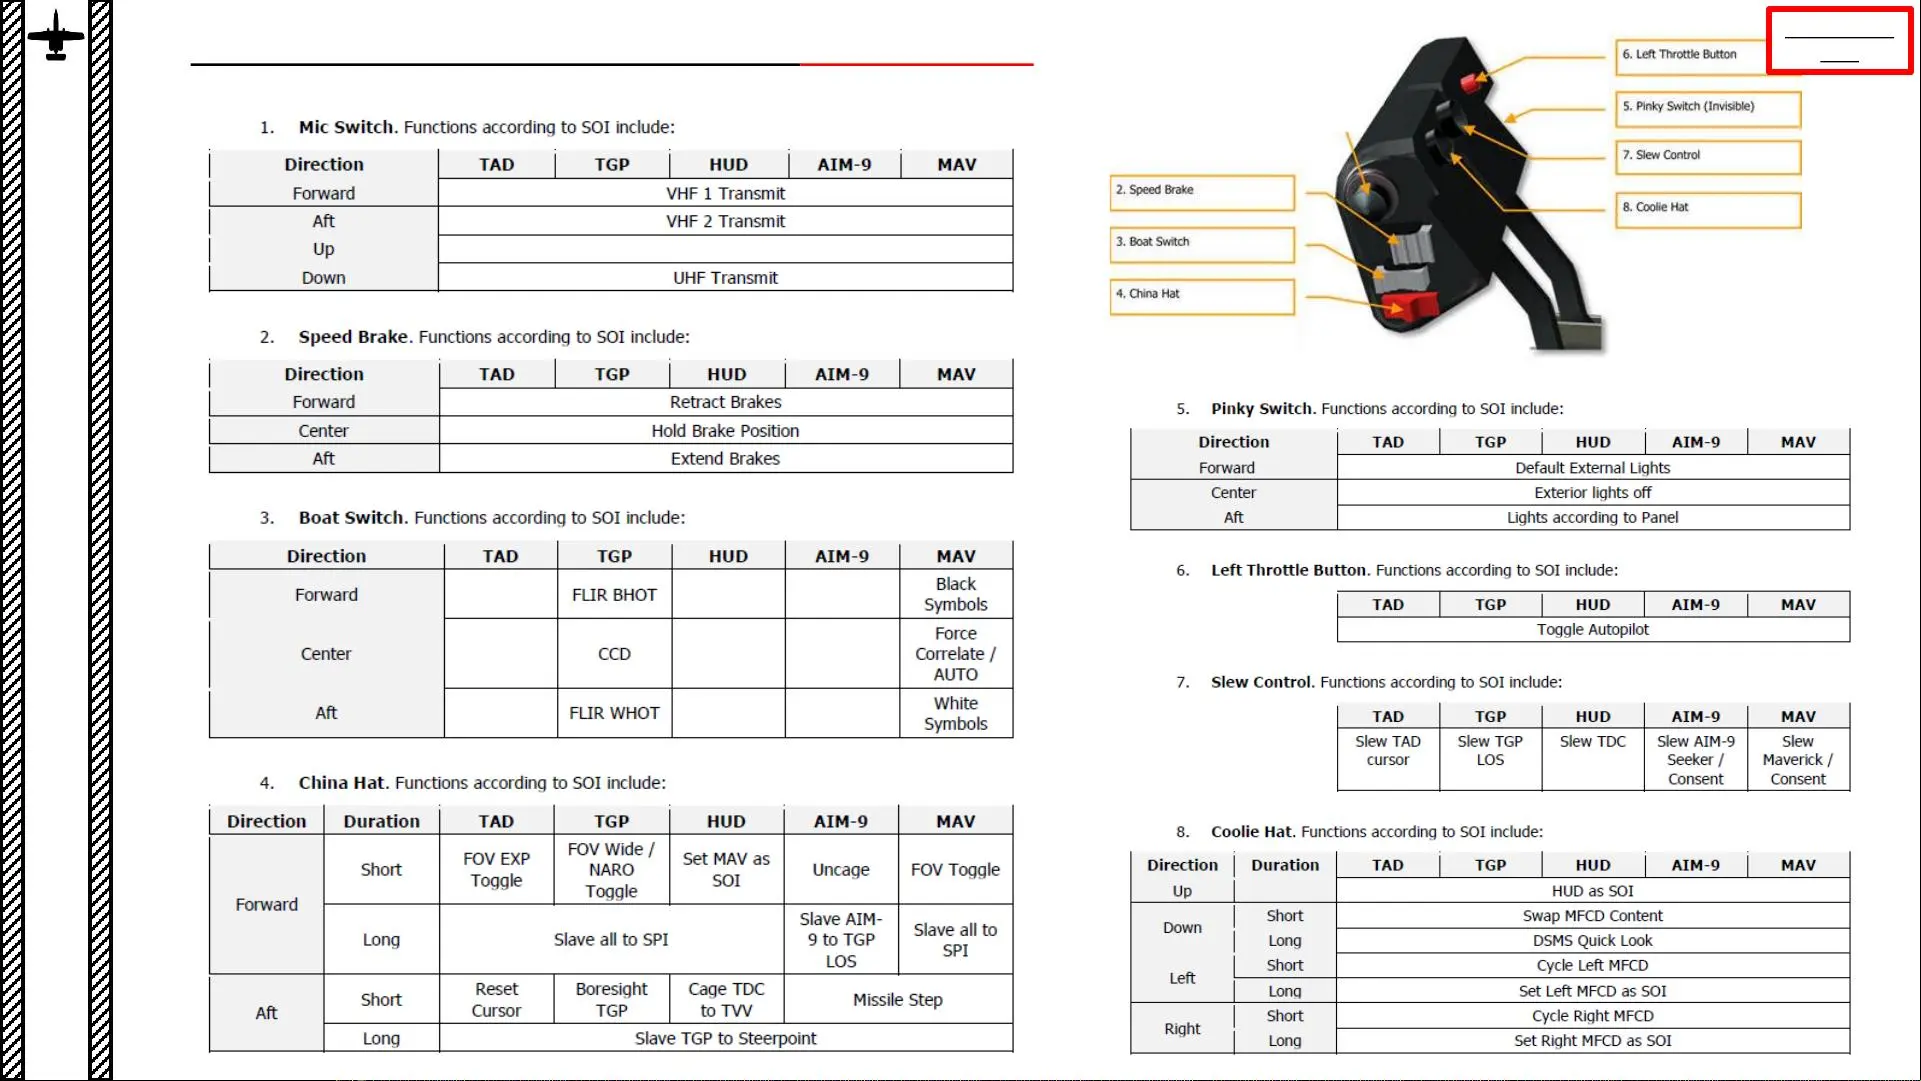 1. Mic Switch. Functions according to SOI include:
Direction TAD TGP HUD AIM-9 MAV
Forward VHF 1 Transmit
Aft VHF 2 Transmit
Up
Down UHF Transmit
2. Speed Brake. Functions according to SOI include:
Direction TAD TGP HUD AIM-9 MAV
Forward Retract Brakes
Center Hold Brake Position
Aft Extend Brakes
3. Boat Switch. Functions according to SOI include:
Direction TAD TGP HUD AIM-9 MAV
Forward FLIR BHOT Black
Symbols
Center CCD Force
Correlate /
AUTO
Aft FLIR WHOT White
Symbols
4. China Hat. Functions according to SOI include:
Direction Duration TAD TGP HUD AIM-9 MAV
Forward
Short
FOV EXP
Toggle
FOV Wide /
NARO
Toggle
Set MAV as
SOI
Uncage
FOV Toggle
Long
Slave all to SPI
Slave AIM-
9 to TGP
LOS
Slave all to
SPI
Aft
Short
Reset
Cursor
Boresight
TGP
Cage TDC
to TVV
Missile Step
Long Slave TGP to Steerpoint
6. Left Throttle Button
5. Pinky Switch (Invisible)
7. Slew Control
8. Coolie Hat
2. Speed Brake
3. Boat Switch
4. China Hat
5. Pinky Switch. Functions according to SOI include:
Direction TAD TGP HUD AIM-9 MAV
Forward Default External Lights
Center Exterior lights off
Aft Lights according to Panel
6. Left Throttle Button. Functions according to SOI include:
TAD TGP HUD AIM-9 MAV
Toggle Autopilot
7. Slew Control. Functions according to SOI include:
TAD TGP HUD AIM-9 MAV
Slew TAD
cursor
Slew TGP
LOS
Slew TDC
Slew AIM-9
Seeker /
Consent
Slew
Maverick /
Consent
8. Coolie Hat. Functions according to SOI include:
Direction Duration TAD TGP HUD AIM-9 MAV
Up HUD as SOI
Down
Short Swap MFCD Content
Long DSMS Quick Look
Left
Short Cycle Left MFCD
Long Set Left MFCD as SOI
Right
Short Cycle Right MFCD
Long Set Right MFCD as SOI